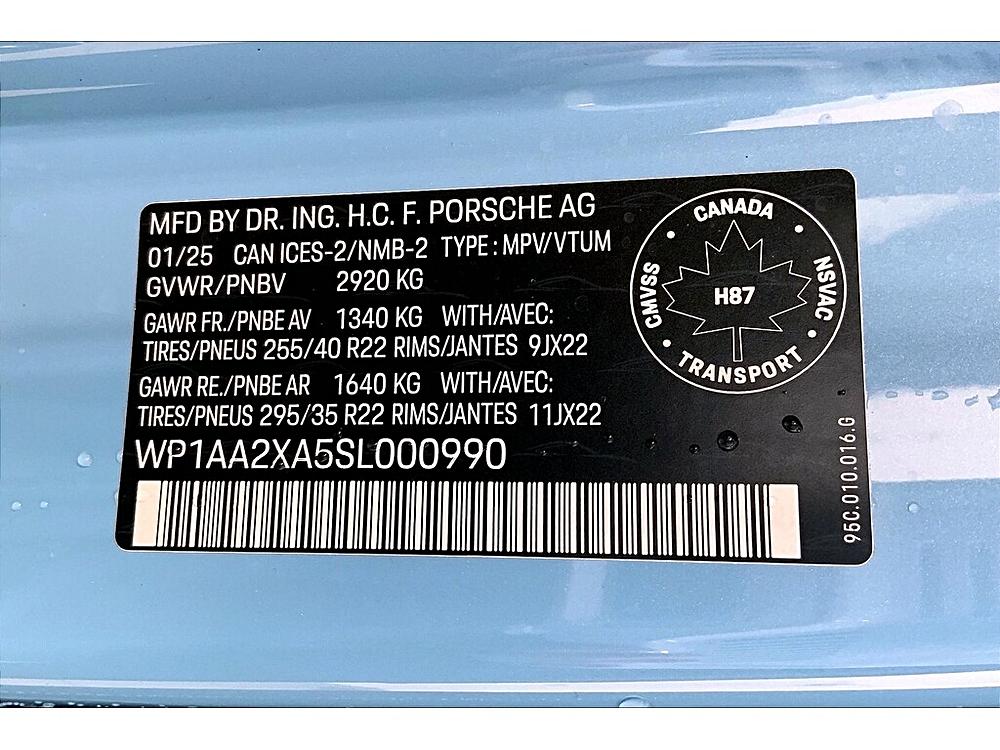 MFD BY DR. ING. H.C. F. PORSCHE AG
01/25 CAN ICES-2/NMB-2 TYPE : MPV/VTUM
GVWR/PNBV 2920 KG
GAWR FR./PNBE AV 1340 KG WITH/AVEC:
TIRES/PNEUS 255/40 R22 RIMS/JANTES 9JX22
GAWR RE./PNBE AR 1640 KG WITH/AVEC:
TIRES/PNEUS 295/35 R22 RIMS/JANTES 11JX22
WP1AA2XA5SL000990
CANADA
CMVSS
H87
NSVAC
TRANSPORT
95C.010.016.G